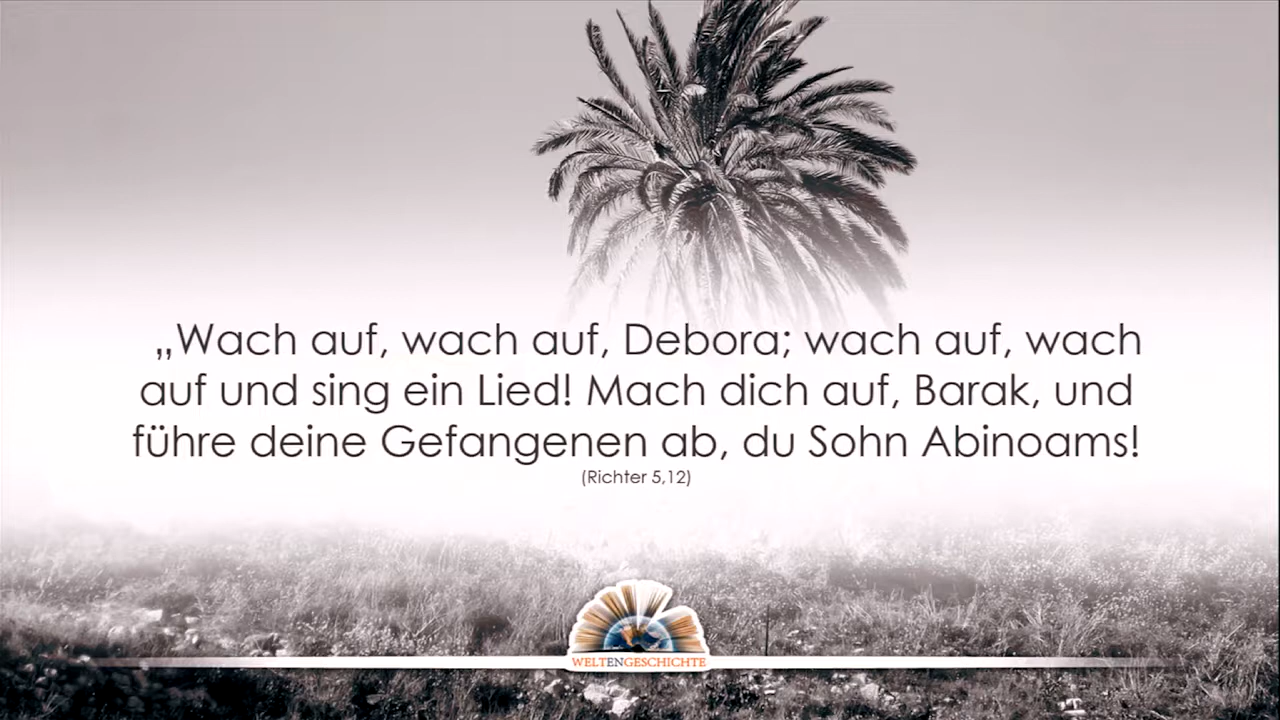 „Wach auf, wach auf, Debora; wach auf, wach
auf und sing ein Lied! Mach dich auf, Barak, und
führe deine Gefangenen ab, du Sohn Abinoams!
(Richter 5,12)
WELTENGESCHICHTE